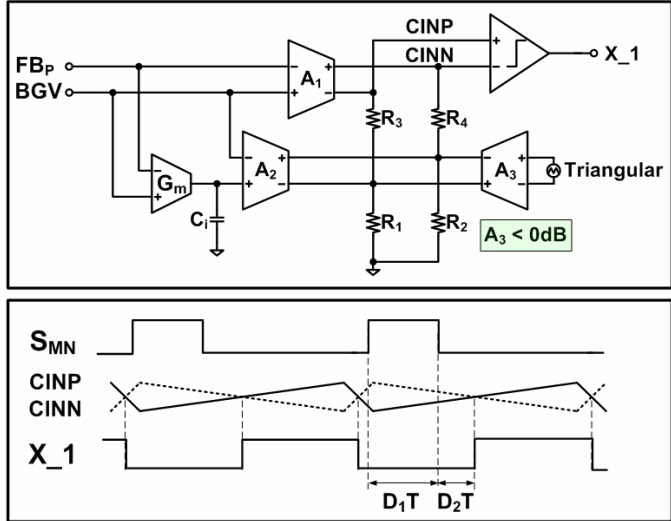 CINP
FBP
CINN
X_1
A1
BGV
R3
R4
Gm
A2
A3
Triangular
Ci
R1
R2
A3 < 0dB
SMN
CINP
CINN
X_1
D1T
D2T